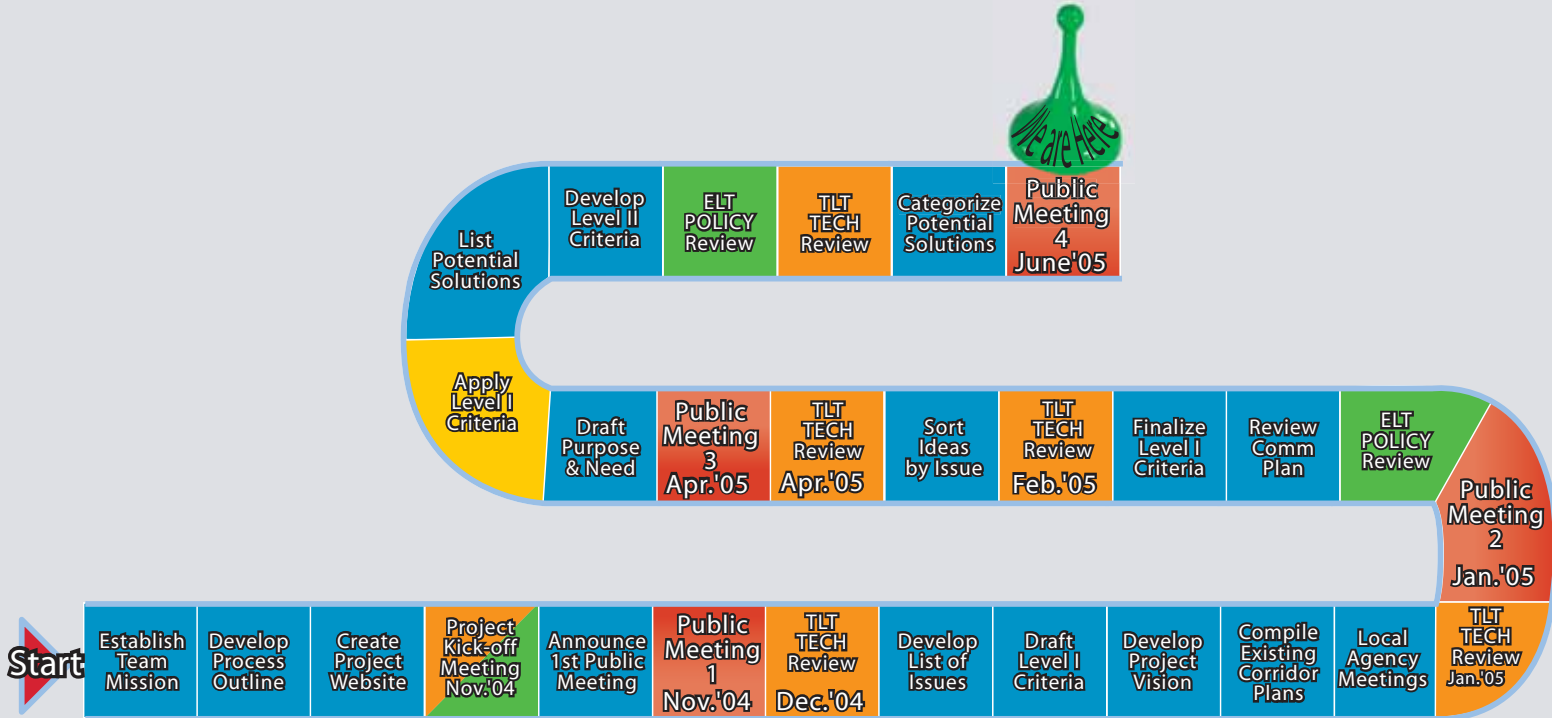 We are Here
Develop
Level II
Criteria
ELT
POLICY
Review
TLT
TECH
Review
Categorize
Potential
Solutions
Public
Meeting
4
June'05
List
Potential
Solutions
Apply
Level I
Criteria
Draft
Purpose
& Need
Public
Meeting
3
Apr.'05
TLT
TECH
Review
Apr.'05
Sort
Ideas
by Issue
TLT
TECH
Review
Feb.'05
Finalize
Level I
Criteria
Review
Comm
Plan
ELT
POLICY
Review
Public
Meeting
2
Jan.'05
Start
Establish
Team
Mission
Develop
Process
Outline
Create
Project
Website
Project
Kick-off
Meeting
Nov.'04
Announce
1st Public
Meeting
Public
Meeting
1
Nov.'04
TLT
TECH
Review
Dec.'04
Develop
List of
Issues
Draft
Level I
Criteria
Develop
Project
Vision
Compile
Existing
Corridor
Plans
Local
Agency
Meetings
TLT
TECH
Review
Jan.'05